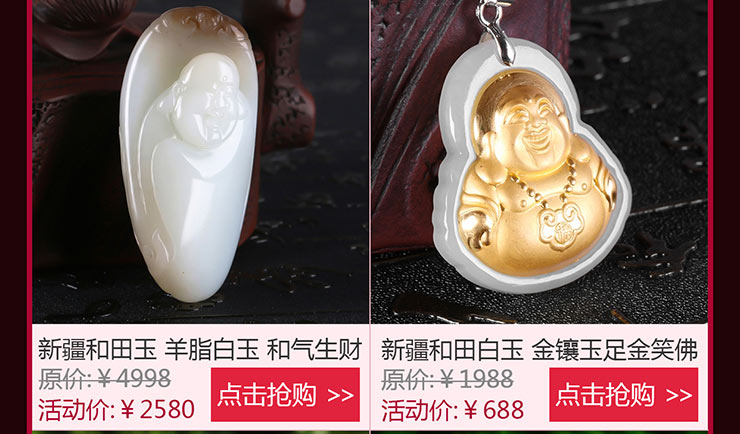 新疆和田玉 羊脂白玉 和气生财
原价:￥4998
活动价:￥2580
点击抢购 >>
新疆和田白玉 金镶玉足金笑佛
原价:￥1988
活动价:￥688
点击抢购 >>